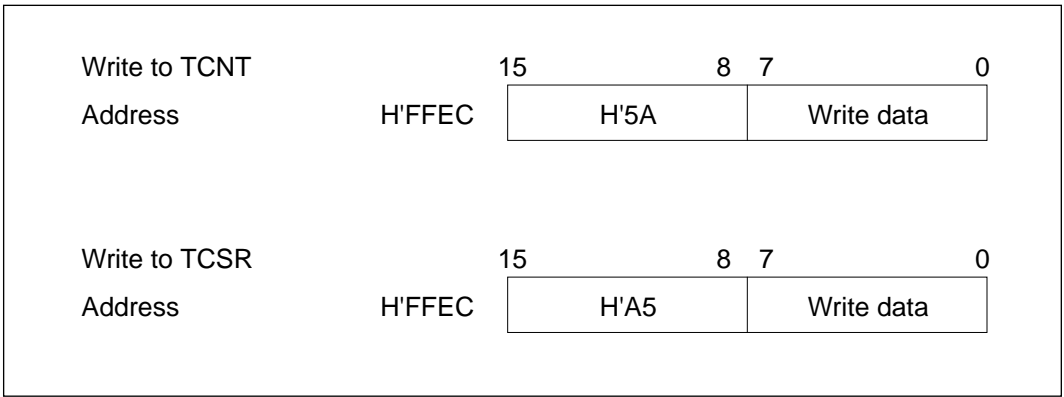 Write to TCNT 15 8 7 0
Address H'FFEC H'5A Write data
Write to TCSR 15 8 7 0
Address H'FFEC H'A5 Write data